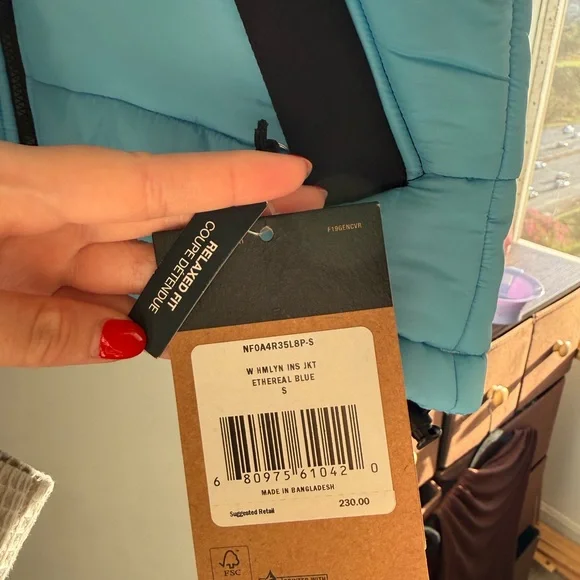 RELAXED FIT
COUPE DÉTENDUE
F19GENCVR
NF0A4R35L8P-S
W HMLYN INS JKT
ETHEREAL BLUE
S
6 80975 61042 0
MADE IN BANGLADESH
Suggested Retail 230.00
FSC